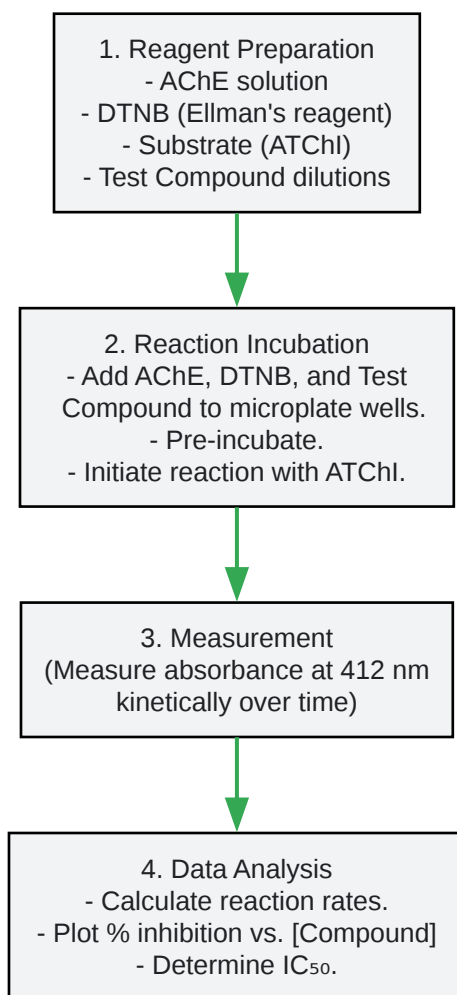 1. Reagent Preparation
- AChE solution
- DTNB (Ellman's reagent)
- Substrate (ATChI)
- Test Compound dilutions
2. Reaction Incubation
- Add AChE, DTNB, and Test
Compound to microplate wells.
- Pre-incubate.
- Initiate reaction with ATChI.
3. Measurement
(Measure absorbance at 412 nm
kinetically over time)
4. Data Analysis
- Calculate reaction rates.
- Plot % inhibition vs. [Compound]
- Determine IC₅₀.